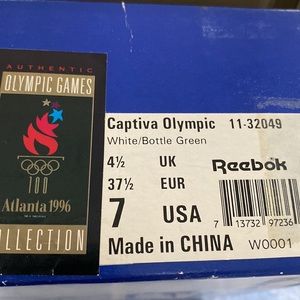 AUTHENTIC
OLYMPIC GAMES
100
Atlanta 1996
COLLECTION
Captiva Olympic 11-32049
White/Bottle Green
4½ UK
37½ EUR
7 USA
Made in CHINA
Reebok
7 13732 97236
W0001